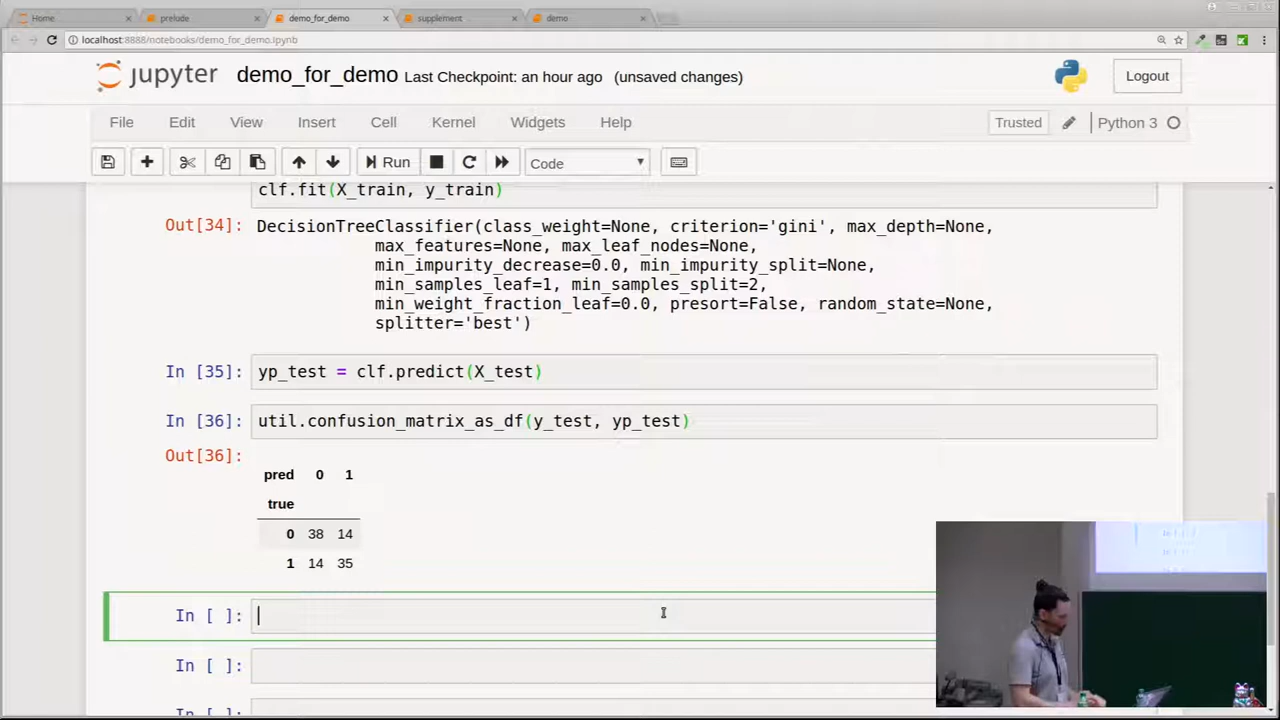 Home
prelude
demo_for_demo
supplement
demo
localhost:8888/notebooks/demo_for_demo.ipynb
jupyter demo_for_demo Last Checkpoint: an hour ago (unsaved changes)
Logout
File Edit View Insert Cell Kernel Widgets Help
Trusted
Python 3
Run
Code
clf.fit(X_train, y_train)
Out[34]: DecisionTreeClassifier(class_weight=None, criterion='gini', max_depth=None,
max_features=None, max_leaf_nodes=None,
min_impurity_decrease=0.0, min_impurity_split=None,
min_samples_leaf=1, min_samples_split=2,
min_weight_fraction_leaf=0.0, presort=False, random_state=None,
splitter='best')
In [35]: yp_test = clf.predict(X_test)
In [36]: util.confusion_matrix_as_df(y_test, yp_test)
Out[36]:
pred 0 1
true
0 38 14
1 14 35
In [ ]:
In [ ]:
In [ ]: